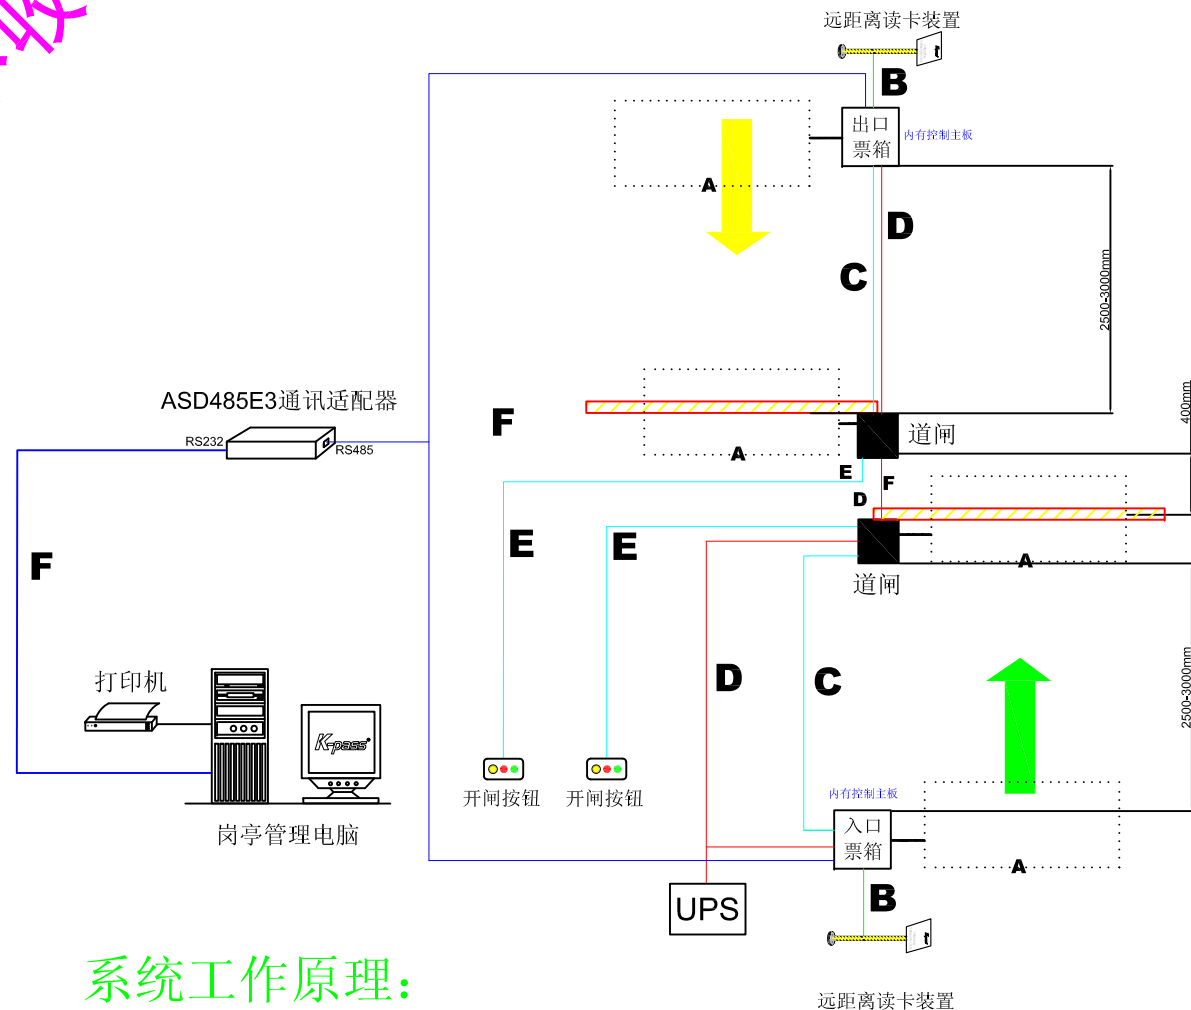 收
远距离读卡装置
B
出口
票箱
内有控制主板
A
D
C
2500-3000mm
ASD485E3通讯适配器
RS232
RS485
F
A
道闸
400mm
E
F
D
E
E
A
道闸
F
D
C
2500-3000mm
打印机
K-pass
开闸按钮
开闸按钮
岗亭管理电脑
内有控制主板
入口
票箱
A
B
UPS
系统工作原理：
远距离读卡装置